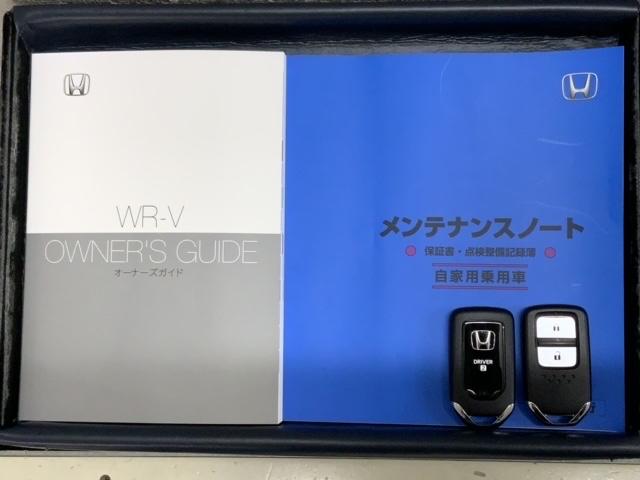 WR-V
OWNER'S GUIDE
オーナーズガイド
メンテナンスノート
保証書・点検整備記録簿
自家用乗用車
DRIVER
2